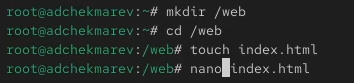 root@adchekmarev:~# mkdir /web
root@adchekmarev:~# cd /web
root@adchekmarev:/web# touch index.html
root@adchekmarev:/web# nano index.html